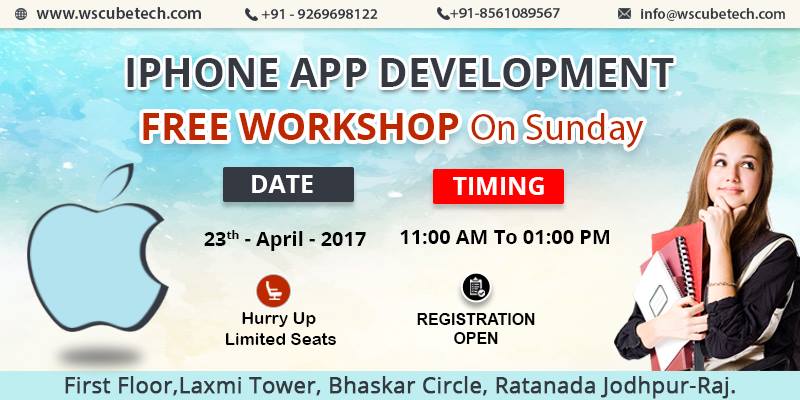 www.wscubetech.com +91 - 9269698122 +91-8561089567 info@wscubetech.com
IPHONE APP DEVELOPMENT
FREE WORKSHOP On Sunday
DATE TIMING
23th - April - 2017 11:00 AM To 01:00 PM
Hurry Up
Limited Seats
REGISTRATION
OPEN
First Floor,Laxmi Tower, Bhaskar Circle, Ratanada Jodhpur-Raj.